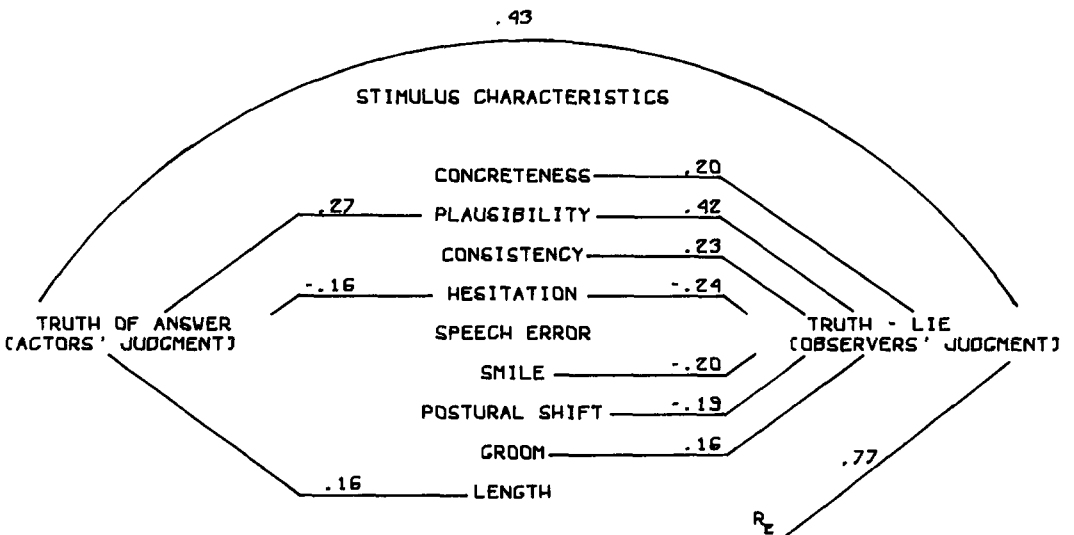 .43
STIMULUS CHARACTERISTICS
CONCRETENESS .20
.27 PLAUSIBILITY .42
CONSISTENCY .23
-.16 HESITATION -.24
TRUTH OF ANSWER
(ACTORS' JUDGMENT)
SPEECH ERROR
TRUTH - LIE
(OBSERVERS' JUDGMENT)
SMILE -.20
POSTURAL SHIFT -.19
GROOM .16
.16 LENGTH
.77
RE